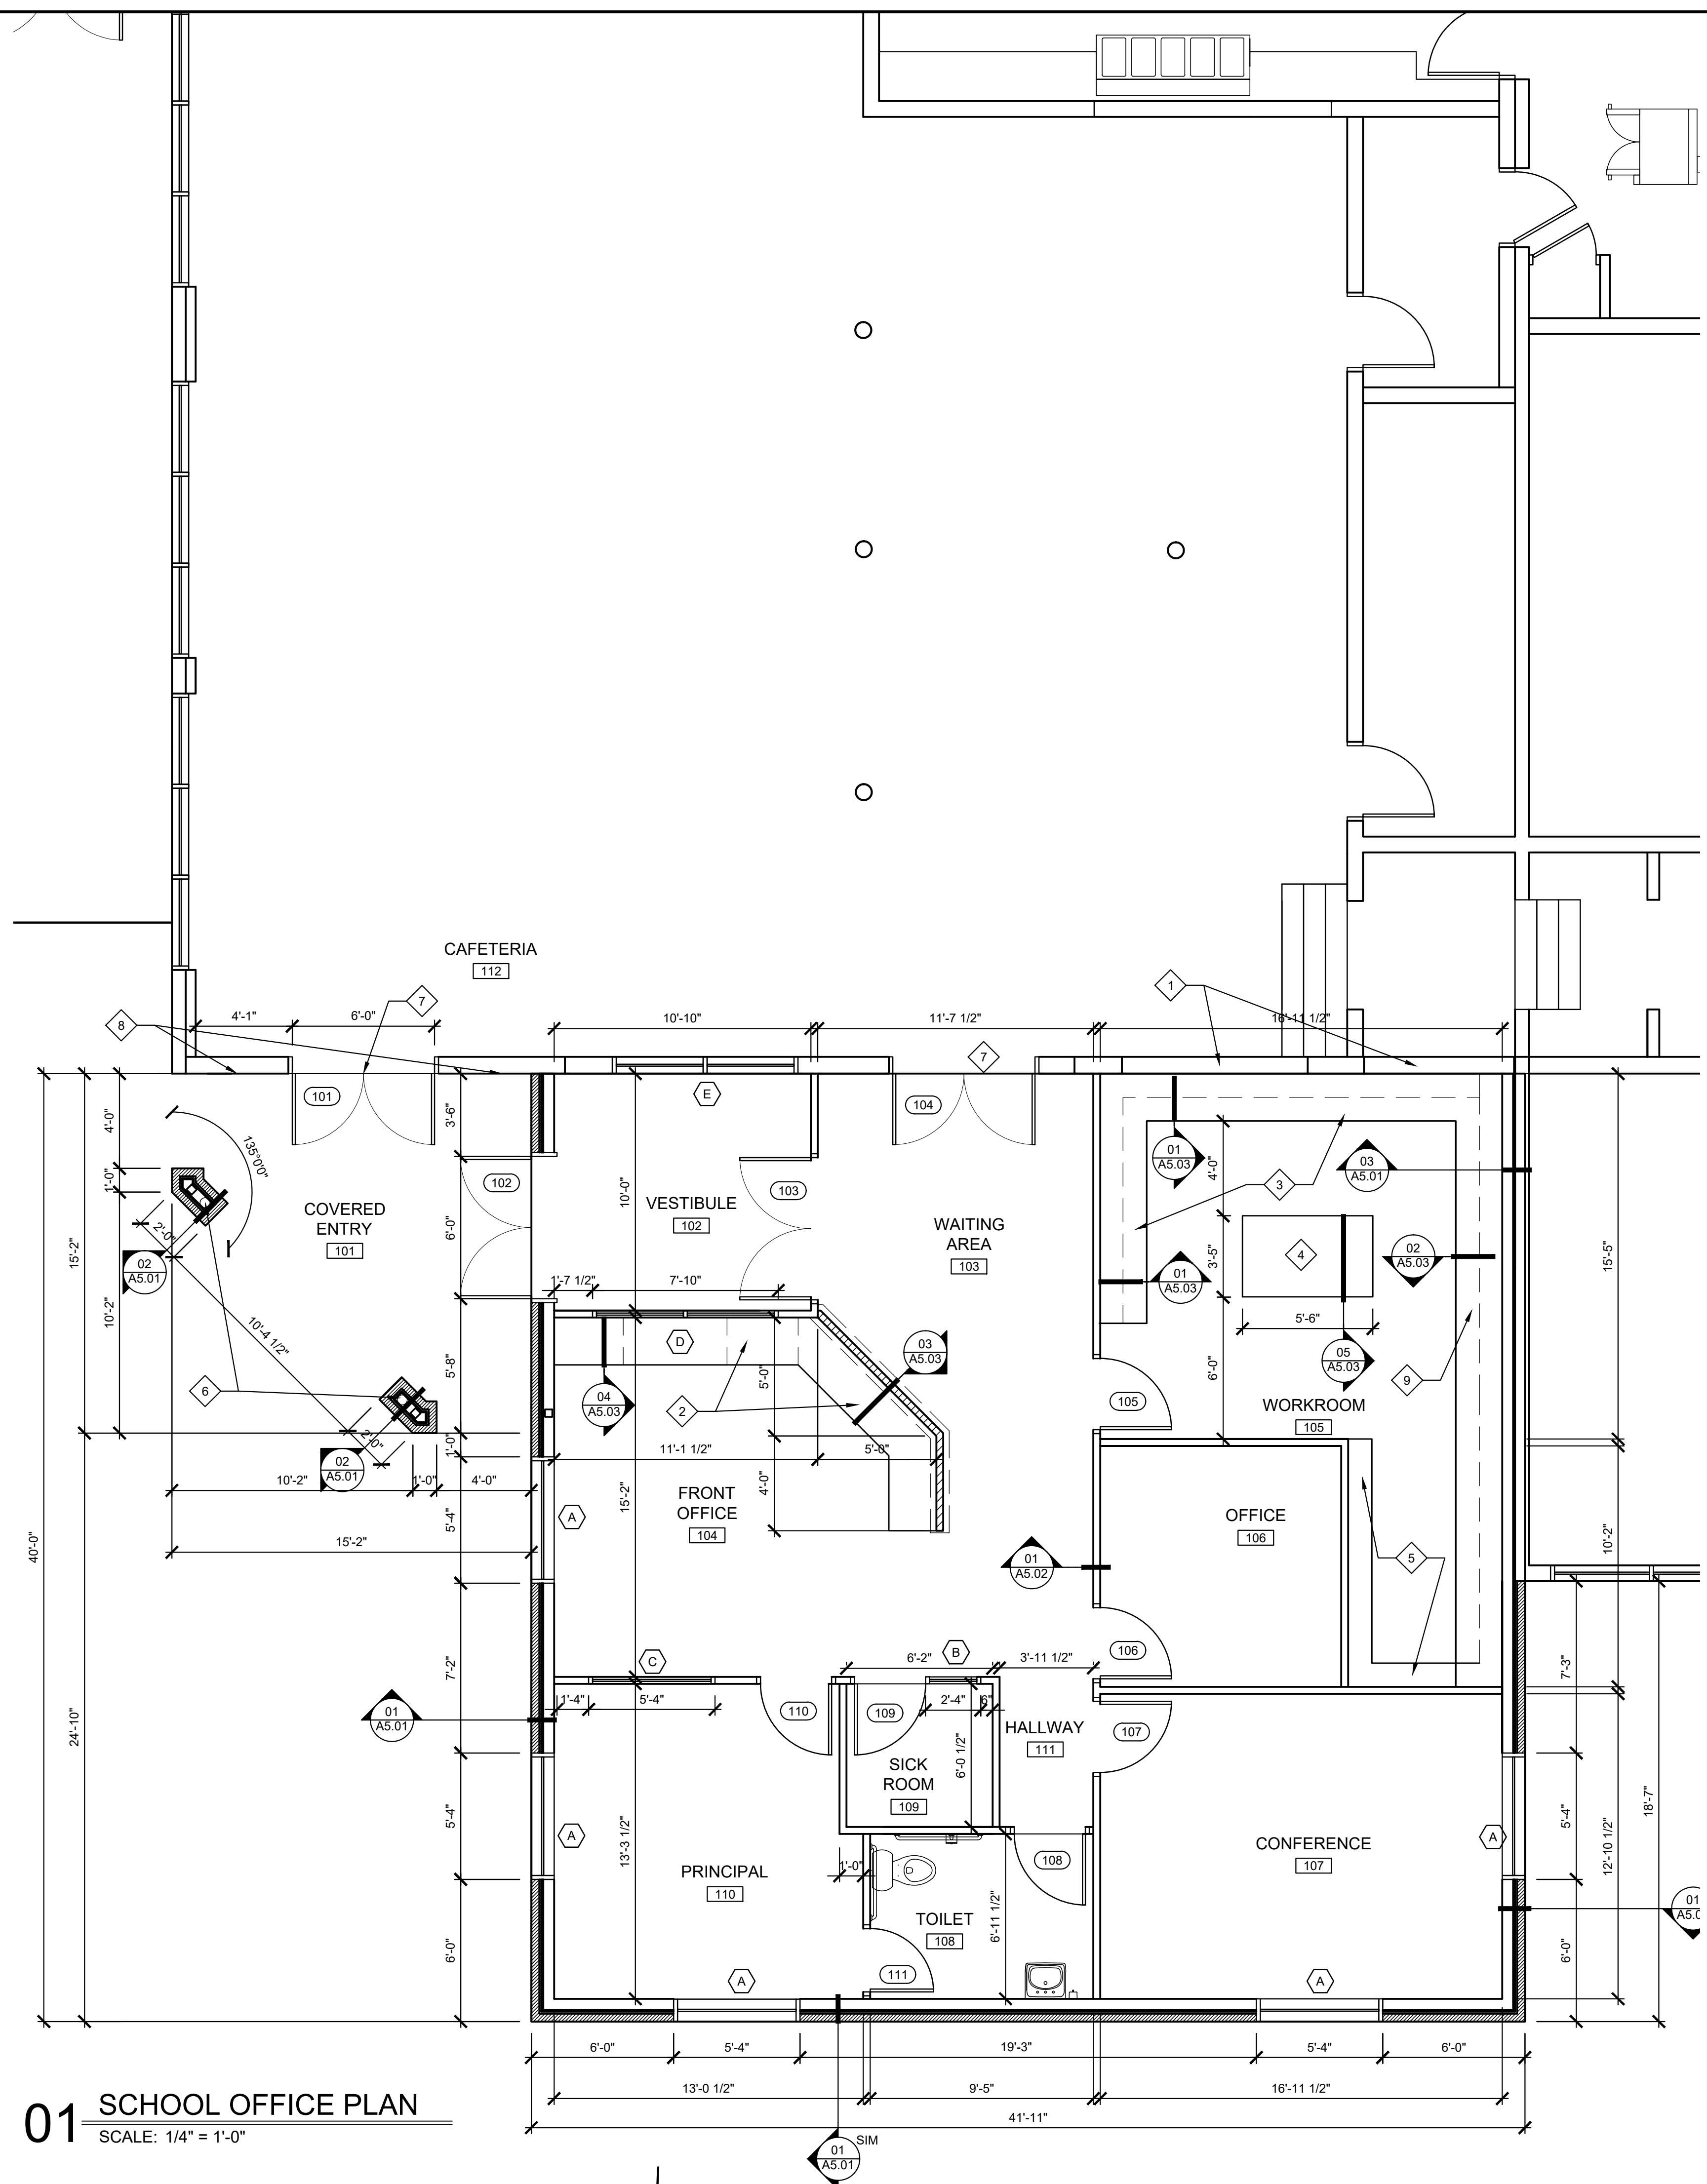 CAFETERIA
112
8
4'-1"
6'-0"
7
10'-10"
11'-7 1/2"
1
16'-11 1/2"
7
101
E
104
4'-0"
3'-6"
135°0'0"
1'-0"
102
103
10'-0"
01
A5.03
4'-0"
03
A5.01
3
COVERED
ENTRY
101
VESTIBULE
102
WAITING
AREA
103
2'-0"
6'-0"
02
A5.01
15'-2"
10'-2"
1'-7 1/2"
7'-10"
01
A5.03
3'-5"
4
02
A5.03
15'-5"
5'-6"
10'-4 1/2"
5'-8"
D
03
A5.03
5'-0"
6'-0"
05
A5.03
9
6
04
A5.03
2
105
WORKROOM
105
2'-0"
1'-0"
02
A5.01
11'-1 1/2"
5'-0"
10'-2"
1'-0"
4'-0"
15'-2"
4'-0"
FRONT
OFFICE
104
OFFICE
106
5'-4"
A
15'-2"
40'-0"
01
A5.02
5
10'-2"
C
6'-2"
B
3'-11 1/2"
106
7'-2"
7'-3"
1'-4"
5'-4"
110
109
2'-4"
6"
HALLWAY
111
107
01
A5.01
24'-10"
SICK
ROOM
109
6'-0 1/2"
5'-4"
A
13'-3 1/2"
CONFERENCE
107
A
5'-4"
12'-10 1/2"
18'-7"
PRINCIPAL
110
1'-0"
108
TOILET
108
6'-11 1/2"
01
6'-0"
111
6'-0"
A
A
6'-0"
5'-4"
19'-3"
5'-4"
6'-0"
13'-0 1/2"
9'-5"
16'-11 1/2"
41'-11"
01 SCHOOL OFFICE PLAN
SCALE: 1/4" = 1'-0"
SIM
01
A5.01